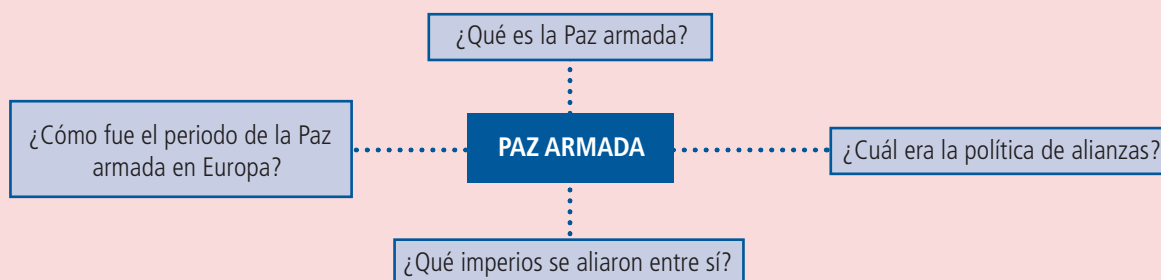 ¿Qué es la Paz armada?
¿Cómo fue el periodo de la Paz
armada en Europa?
PAZ ARMADA
¿Cuál era la política de alianzas?
¿Qué imperios se aliaron entre sí?